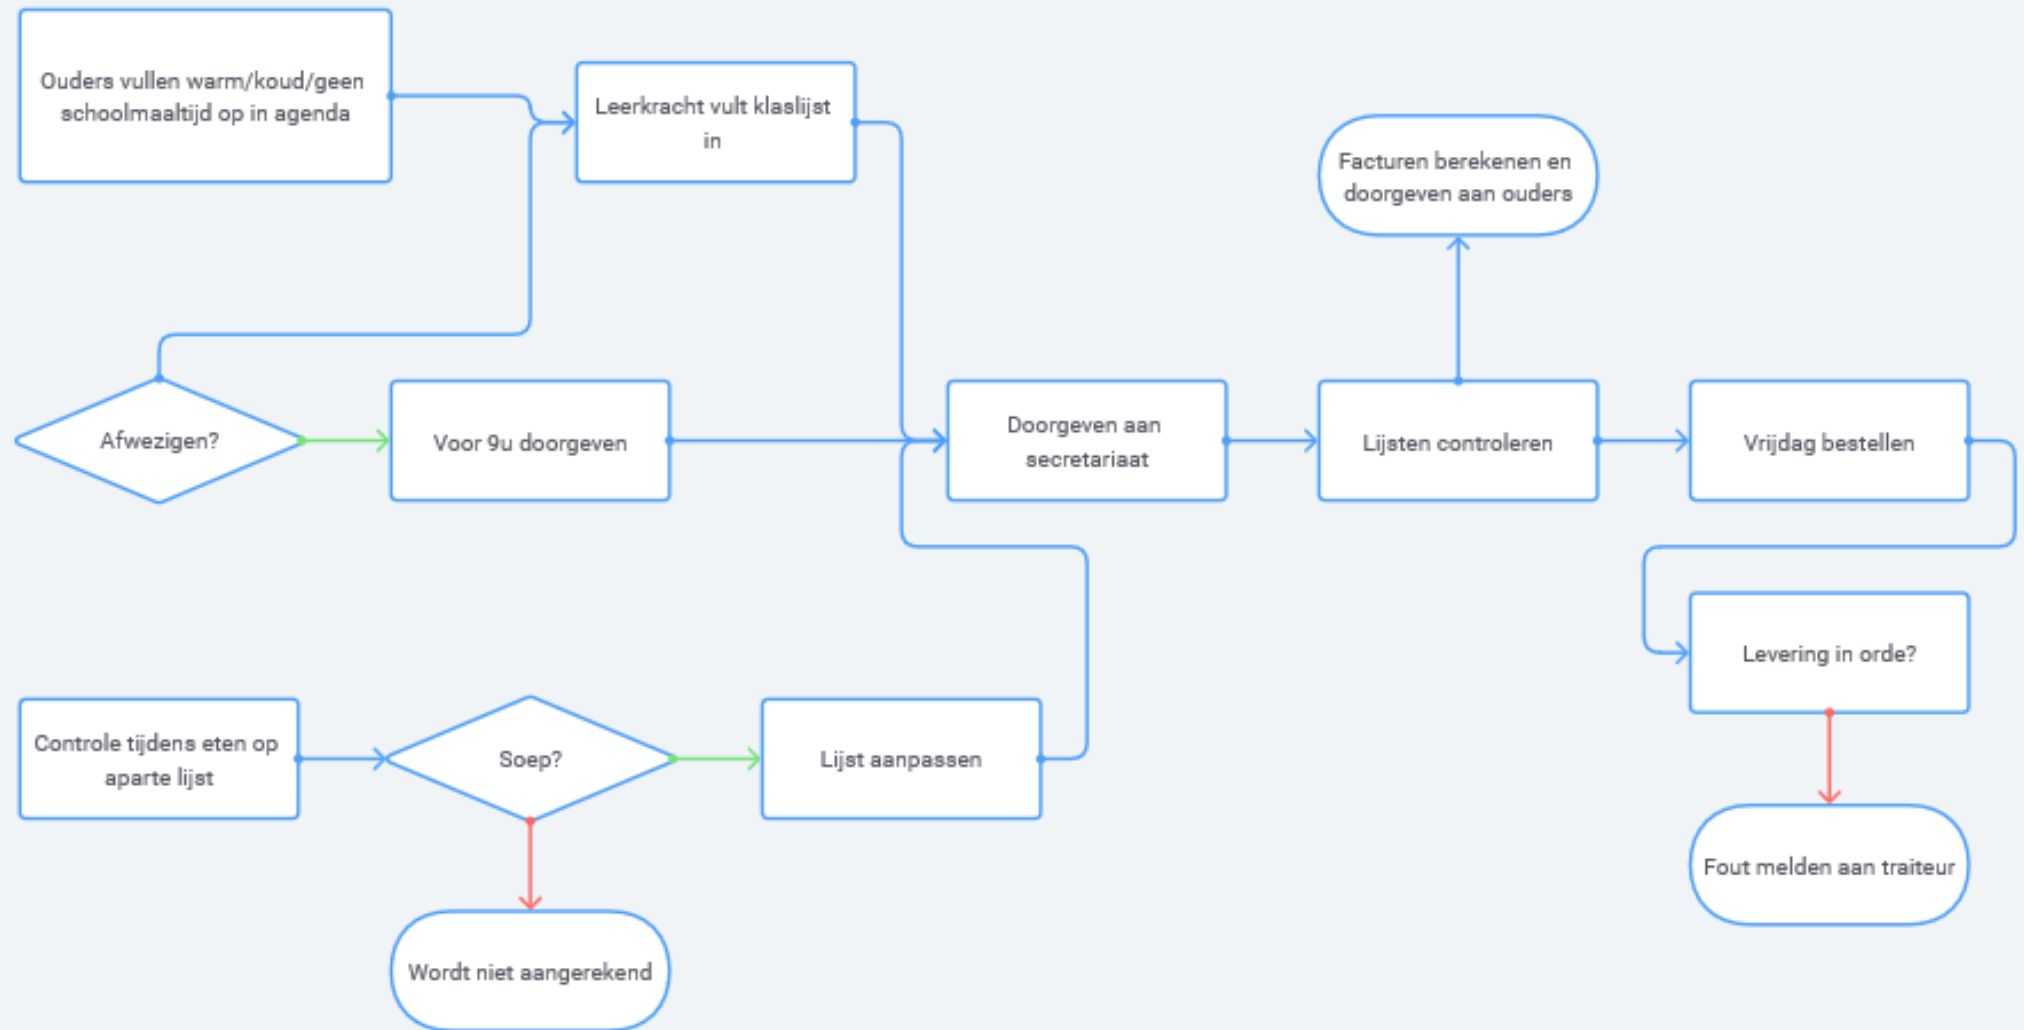 Ouders vullen warm/koud/geen
schoolmaaltijd op in agenda
Leerkracht vult klaslijst
in
Facturen berekenen en
doorgeven aan ouders
Afwezigen?
Voor 9u doorgeven
Doorgeven aan
secretariaat
Lijsten controleren
Vrijdag bestellen
Levering in orde?
Controle tijdens eten op
aparte lijst
Soep?
Lijst aanpassen
Fout melden aan traiteur
Wordt niet aangerekend